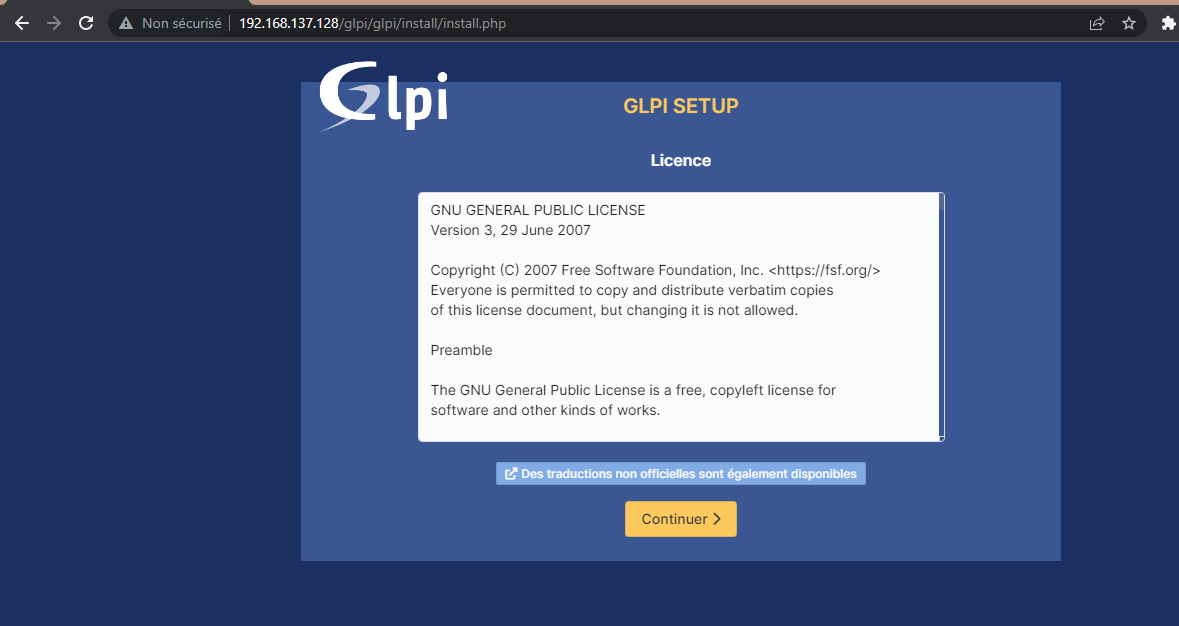 Non sécurisé 192.168.137.128/glpi/glpi/install/install.php
Glpi
GLPI SETUP
Licence
GNU GENERAL PUBLIC LICENSE
Version 3, 29 June 2007
Copyright (C) 2007 Free Software Foundation, Inc. <https://fsf.org/>
Everyone is permitted to copy and distribute verbatim copies
of this license document, but changing it is not allowed.
Preamble
The GNU General Public License is a free, copyleft license for
software and other kinds of works.
Des traductions non officielles sont également disponibles
Continuer